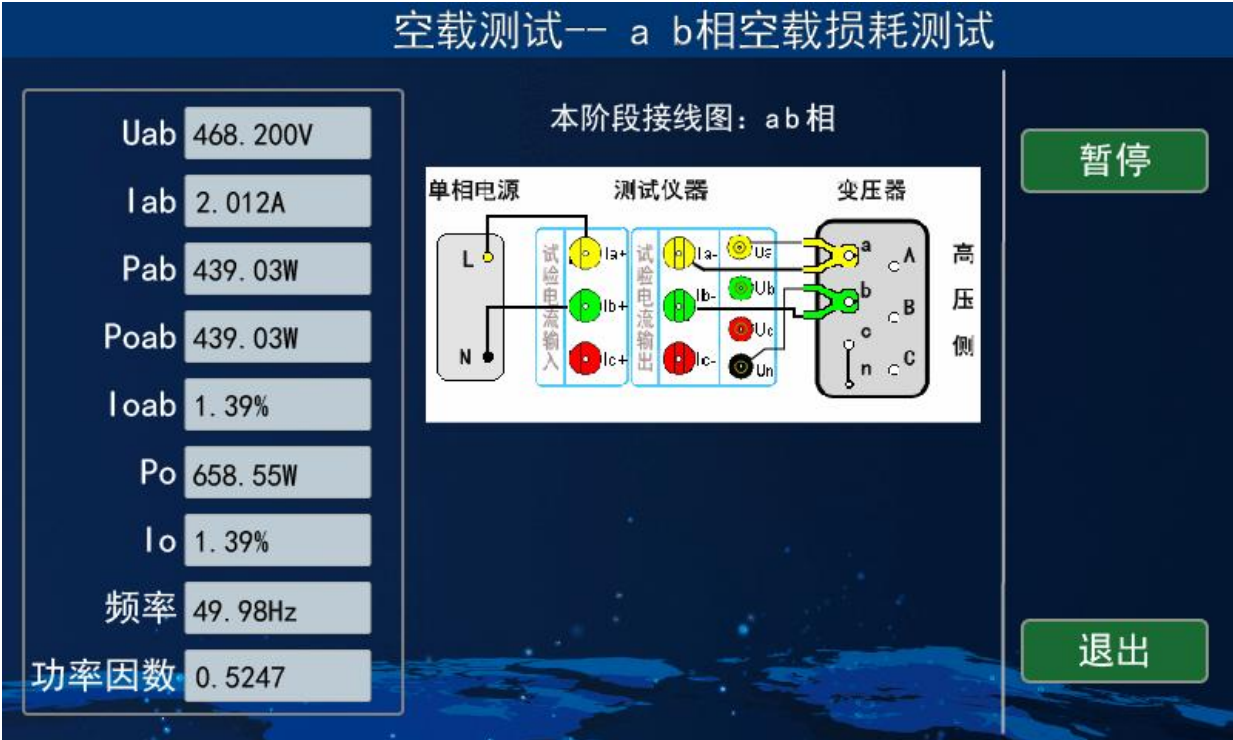 空载测试-- a b相空载损耗测试
Uab 468.200V
Iab 2.012A
Pab 439.03W
Poab 439.03W
Ioab 1.39%
Po 658.55W
Io 1.39%
频率 49.98Hz
功率因数 0.5247
本阶段接线图：ab相
单相电源 测试仪器 变压器
L
N
试验电流输入
Ia+
Ib+
Ic+
试验电流输出
Ia-
Ib-
Ic-
Ua
Ub
Uc
Un
a A
b B
c C
n
高压侧
暂停
退出